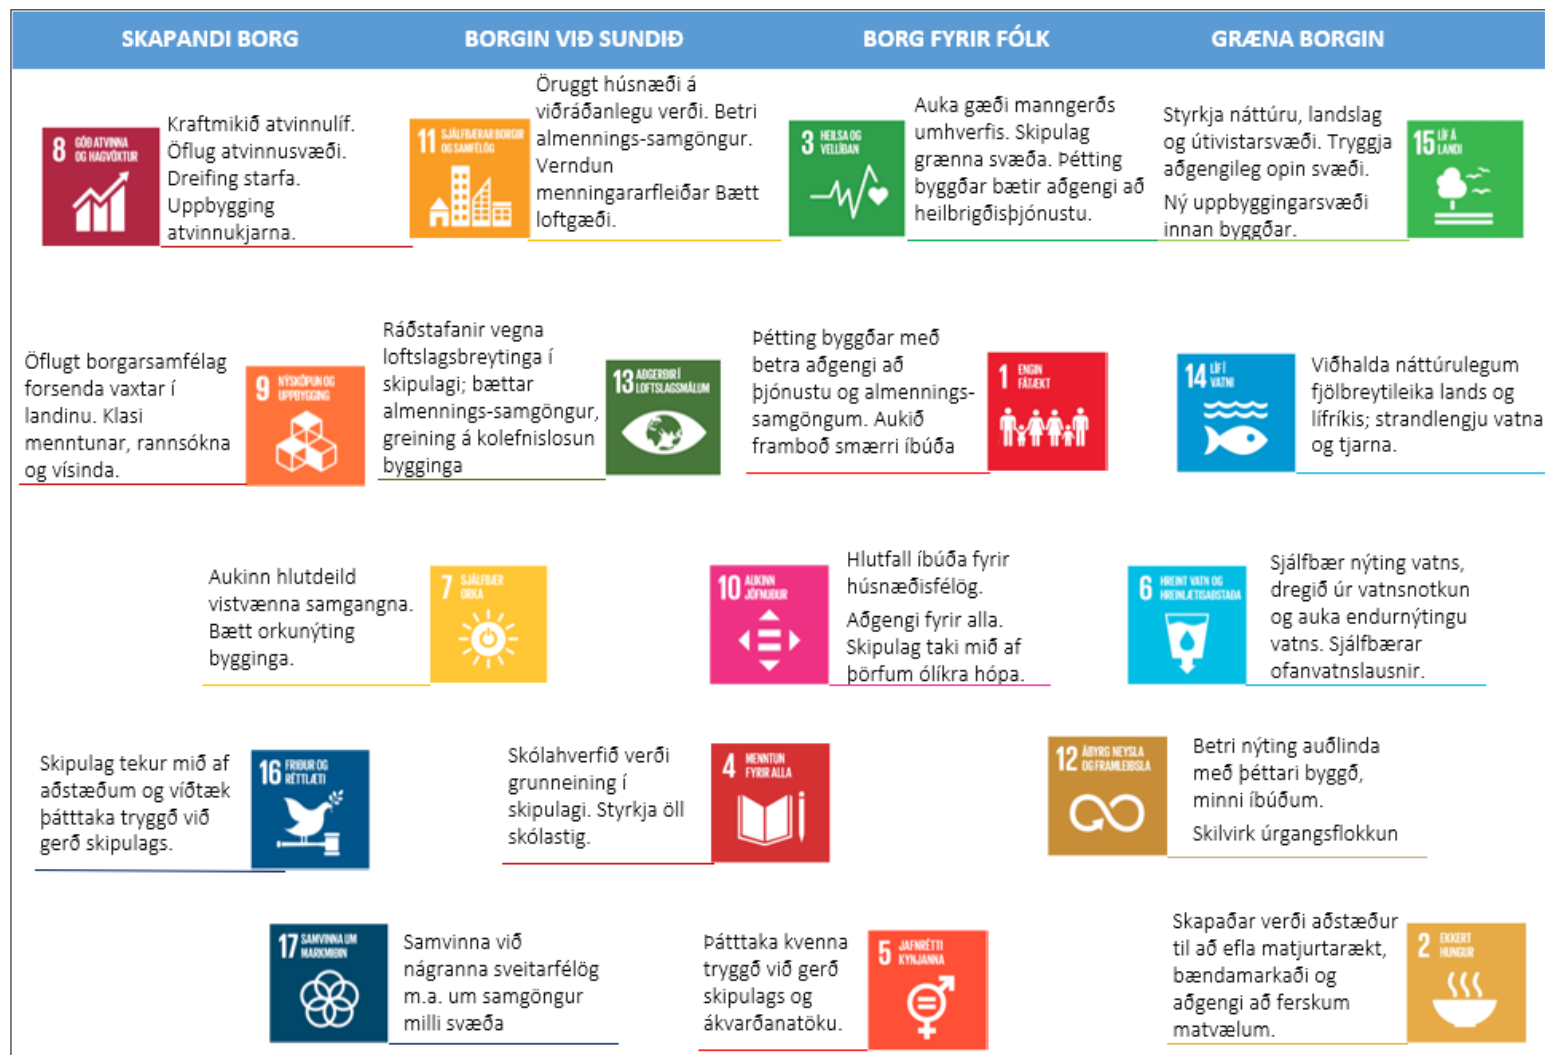 SKAPANDI BORG
BORGIN VIÐ SUNDIÐ
BORG FYRIR FÓLK
GRÆNA BORGIN
8 GÓÐ ATVINNA
OG HAGVÖXTUR
Kraftmikið atvinnulíf.
Öflug atvinnusvæði.
Dreifing starfa.
Uppbygging
atvinnukjarna.
11 SJÁLFBÆRAR BORGIR
OG SAMFÉLÖG
Öruggt húsnæði á
viðráðanlegu verði. Betri
almennings-samgöngur.
Verndun
menningararfleiðar Bætt
loftgæði.
3 HEILSA OG
VELLÍÐAN
Auka gæði manngerðs
umhverfis. Skipulag
grænna svæða. Þétting
byggðar bætir aðgengi að
heilbrigðisþjónustu.
Styrkja náttúru, landslag
og útivistarsvæði. Tryggja
aðgengileg opin svæði.
Ný uppbyggingarsvæði
innan byggðar.
15 LÍF Á
LANDI
Öflugt borgarsamfélag
forsenda vaxtar í
landinu. Klasi
menntunar, rannsókna
og vísinda.
9 NÝSKÖPUN OG
UPPBYGGING
Ráðstafanir vegna
loftslagsbreytinga í
skipulagi; bættar
almennings-samgöngur,
greining á kolefnislosun
bygginga
13 AÐGERÐIR Í
LOFTSLAGSMÁLUM
Þétting byggðar með
betra aðgengi að
þjónustu og almennings-
samgöngum. Aukið
framboð smærri íbúða
1 ENGIN
FÁTÆKT
14 LÍF Í
VATNI
Viðhalda náttúrulegum
fjölbreytileika lands og
lífríkis; strandlengju vatna
og tjarna.
Aukinn hlutdeild
vistvænna samgangna.
Bætt orkunýting
bygginga.
7 SJÁLFBÆR
ORKA
10 AUKINN
JÖFNUÐUR
Hlutfall íbúða fyrir
húsnæðisfélög.
Aðgengi fyrir alla.
Skipulag taki mið af
þörfum ólíkra hópa.
6 HREINT VATN OG
HREINLÆTISAÐSTAÐA
Sjálfbær nýting vatns,
dregið úr vatnsnotkun
og auka endurnýtingu
vatns. Sjálfbærar
ofanvatnslausnir.
Skipulag tekur mið af
aðstæðum og víðtæk
þátttaka tryggð við
gerð skipulags.
16 FRIÐUR OG
RÉTTLÆTI
Skólahverfið verði
grunneining í
skipulagi. Styrkja öll
skólastig.
4 MENNTUN
FYRIR ALLA
12 ÁBYRG NEYSLA
OG FRAMLEIÐSLA
Betri nýting auðlinda
með þéttari byggð,
minni íbúðum.
Skilvirk úrgangsflokkun
17 SAMVINNA UM
MARKMIÐIN
Samvinna við
nágranna sveitarfélög
m.a. um samgöngur
milli svæða
Þátttaka kvenna
tryggð við gerð
skipulags og
ákvarðanatöku.
5 JAFNRÉTTI
KYNJANNA
Skapaðar verði aðstæður
til að efla matjurtarækt,
bændamarkaði og
aðgengi að ferskum
matvælum.
2 EKKERT
HUNGUR